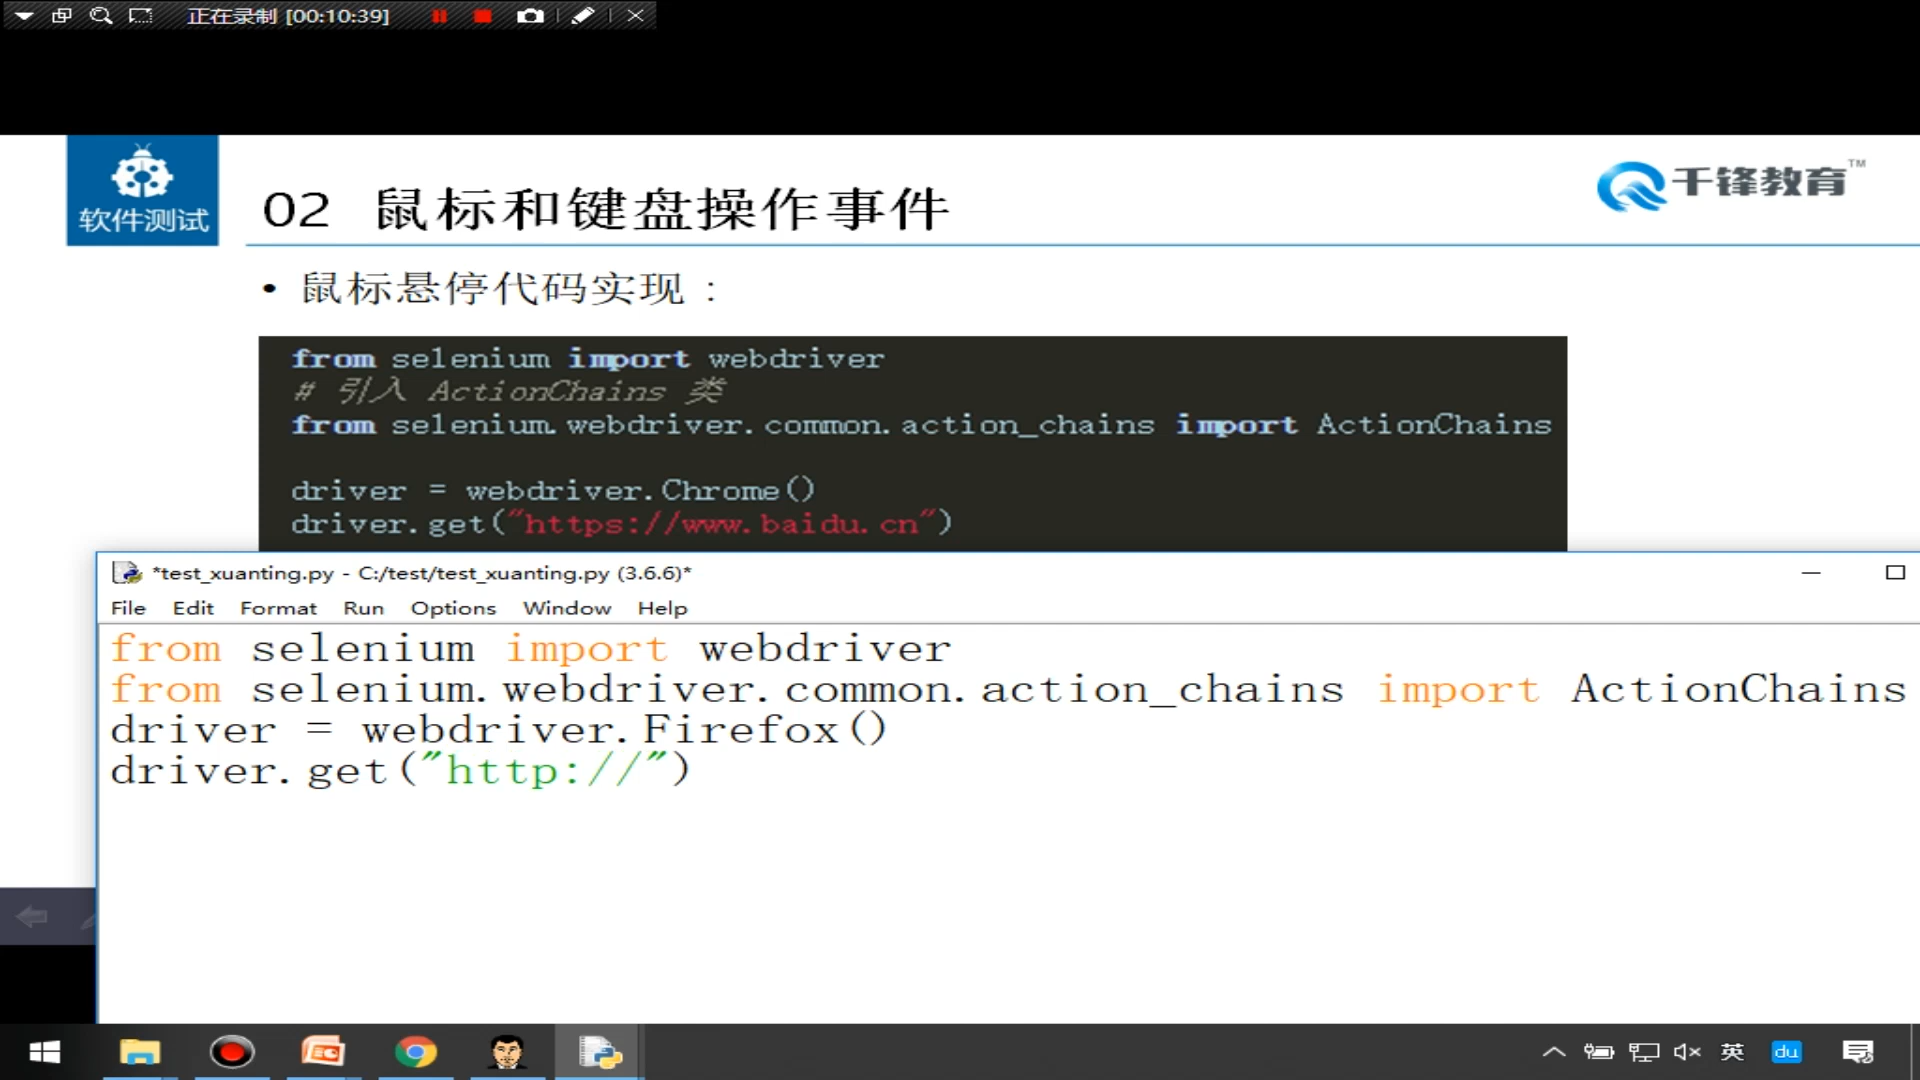 正在录制 [00:10:39]
软件测试
02 鼠标和键盘操作事件
千锋教育™
• 鼠标悬停代码实现：
from selenium import webdriver
# 引入 ActionChains 类
from selenium.webdriver.common.action_chains import ActionChains
driver = webdriver.Chrome()
driver.get("https://www.baidu.cn")
*test_xuanting.py - C:/test/test_xuanting.py (3.6.6)*
File Edit Format Run Options Window Help
from selenium import webdriver
from selenium.webdriver.common.action_chains import ActionChains
driver = webdriver.Firefox()
driver.get("http://")
英 du